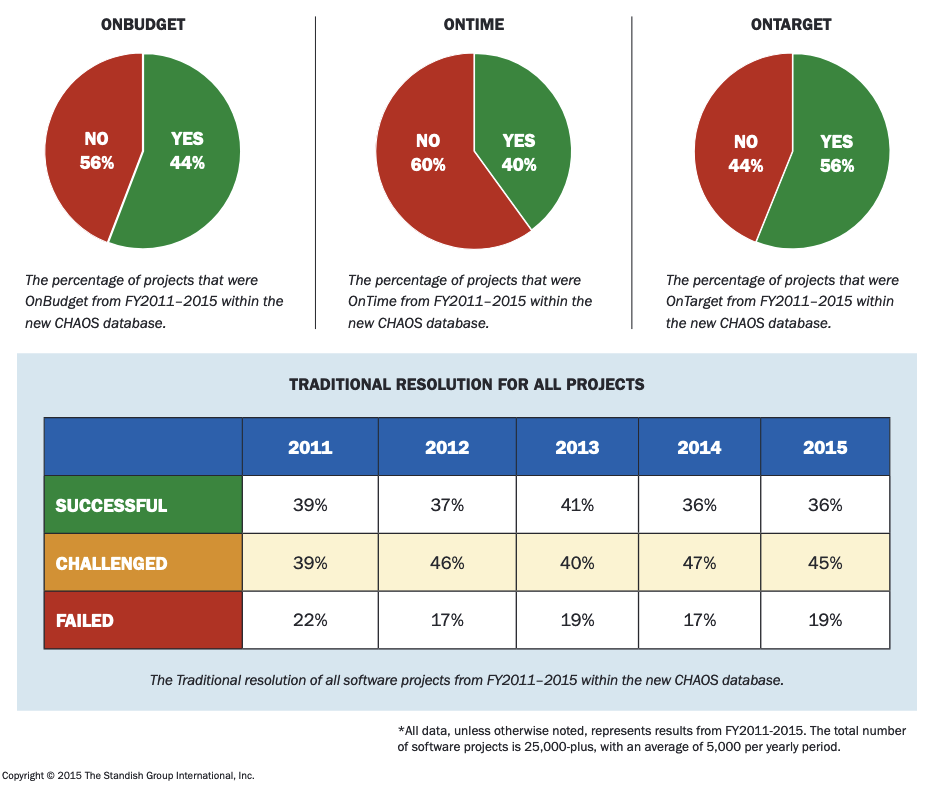 ONBUDGET
NO
56%
YES
44%
The percentage of projects that were
OnBudget from FY2011–2015 within the
new CHAOS database.
ONTIME
NO
60%
YES
40%
The percentage of projects that were
OnTime from FY2011–2015 within the
new CHAOS database.
ONTARGET
NO
44%
YES
56%
The percentage of projects that were
OnTarget from FY2011–2015 within
the new CHAOS database.
TRADITIONAL RESOLUTION FOR ALL PROJECTS
2011 2012 2013 2014 2015
SUCCESSFUL 39% 37% 41% 36% 36%
CHALLENGED 39% 46% 40% 47% 45%
FAILED 22% 17% 19% 17% 19%
The Traditional resolution of all software projects from FY2011–2015 within the new CHAOS database.
*All data, unless otherwise noted, represents results from FY2011-2015. The total number
of software projects is 25,000-plus, with an average of 5,000 per yearly period.
Copyright © 2015 The Standish Group International, Inc.